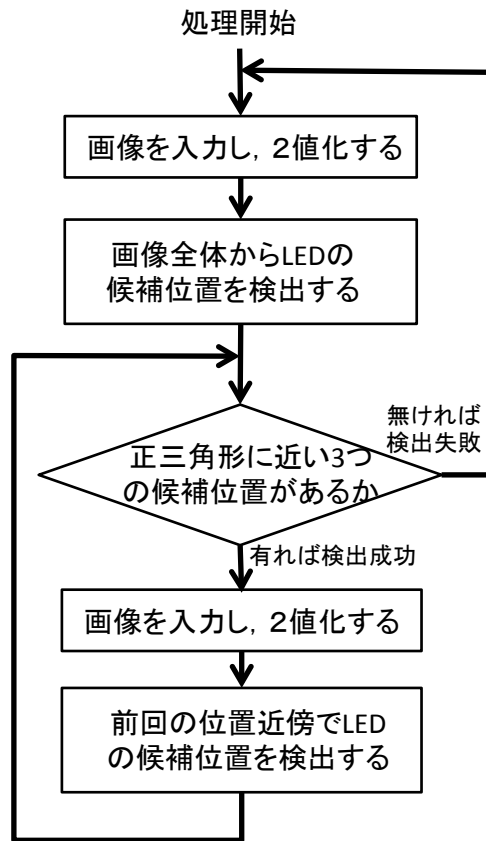 処理開始
画像を入力し，２値化する
画像全体からLEDの
候補位置を検出する
無ければ
検出失敗
正三角形に近い3つ
の候補位置があるか
有れば検出成功
画像を入力し，２値化する
前回の位置近傍でLED
の候補位置を検出する